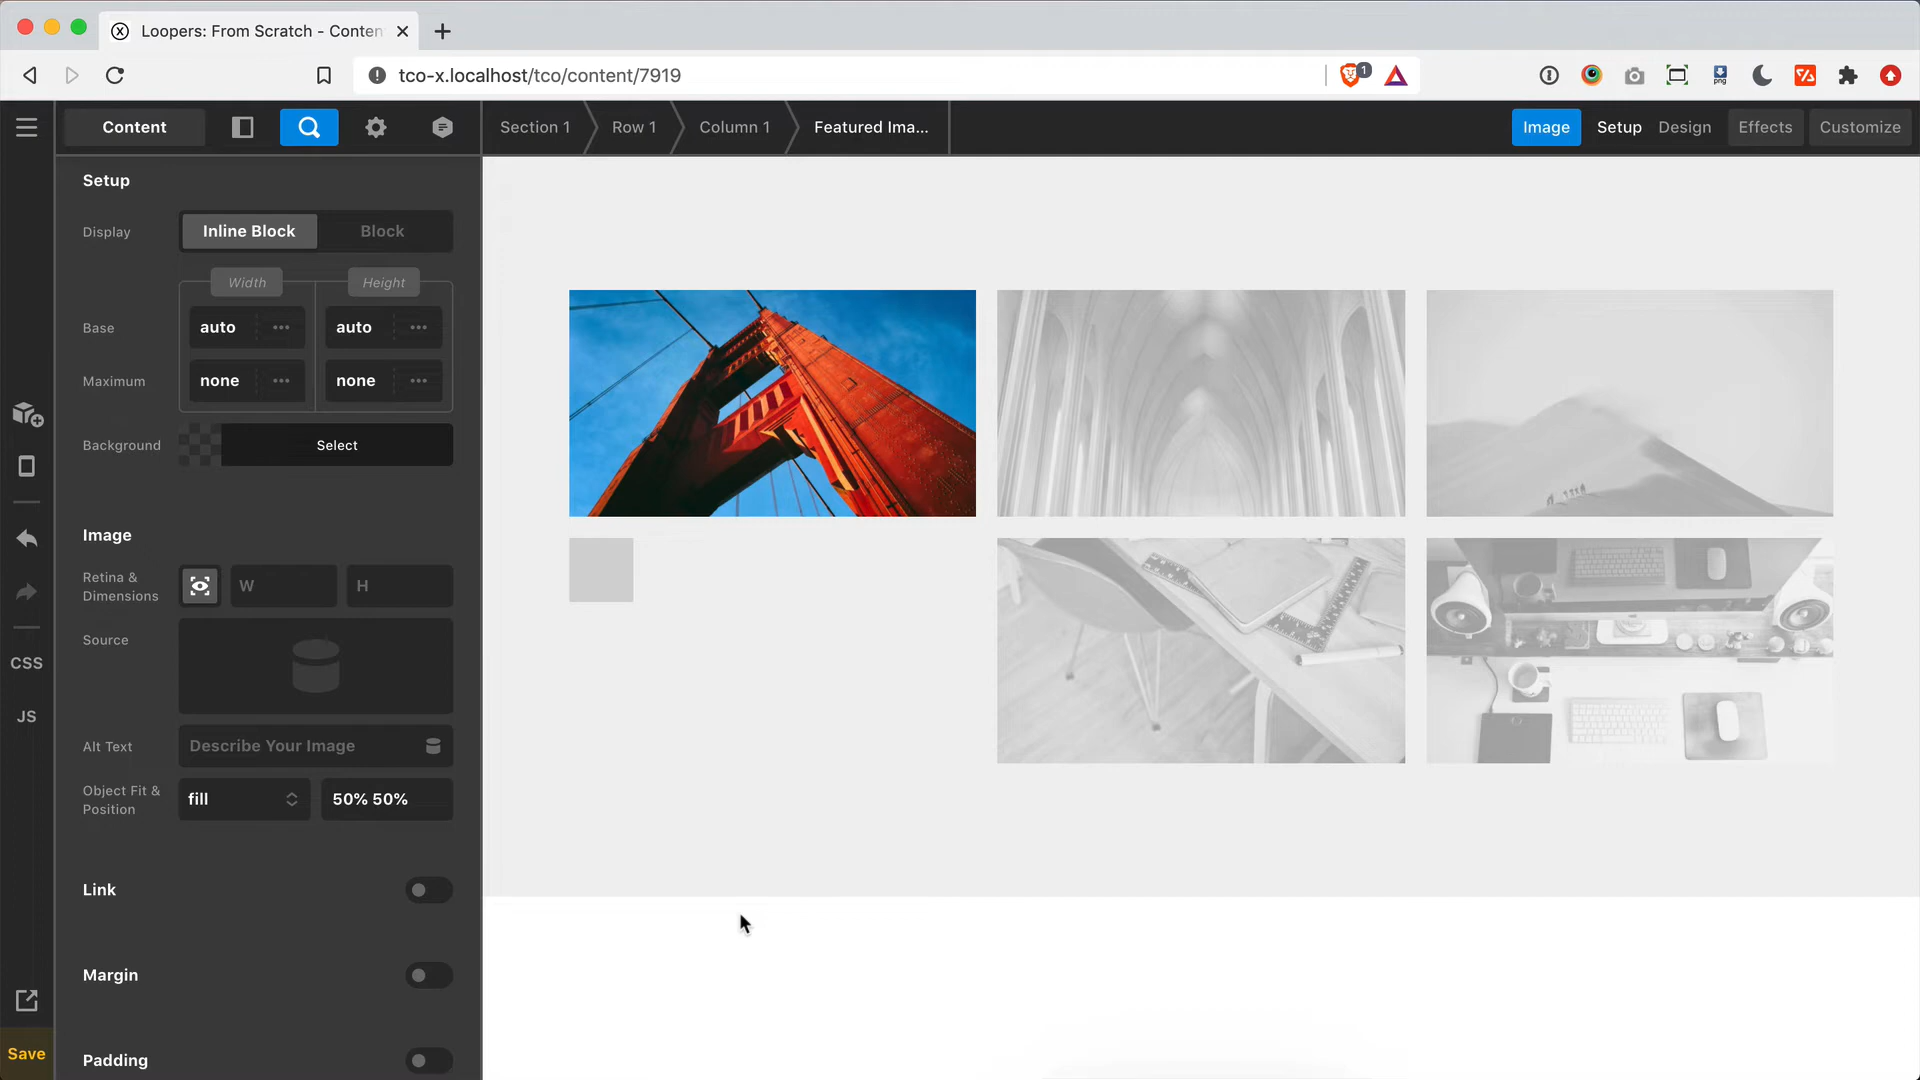 Loopers: From Scratch - Conten
tco-x.localhost/tco/content/7919
1
Content
Section 1
Row 1
Column 1
Featured Ima...
Image
Setup
Design
Effects
Customize
Setup
Display
Inline Block
Block
Width
Height
Base
auto
auto
Maximum
none
none
Background
Select
Image
Retina &
Dimensions
W
H
Source
CSS
JS
Alt Text
Describe Your Image
Object Fit &
Position
fill
50% 50%
Link
Margin
Save
Padding